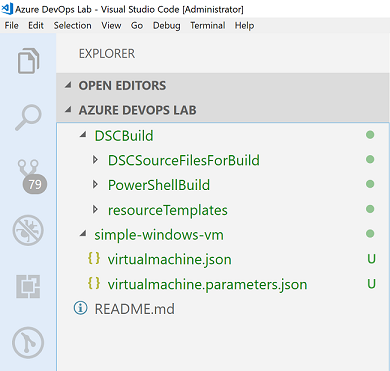 Azure DevOps Lab - Visual Studio Code [Administrator]
File Edit Selection View Go Debug Terminal Help
EXPLORER
OPEN EDITORS
AZURE DEVOPS LAB
DSCBuild
DSCSourceFilesForBuild
PowerShellBuild
resourceTemplates
79
simple-windows-vm
{ } virtualmachine.json U
{ } virtualmachine.parameters.json U
README.md